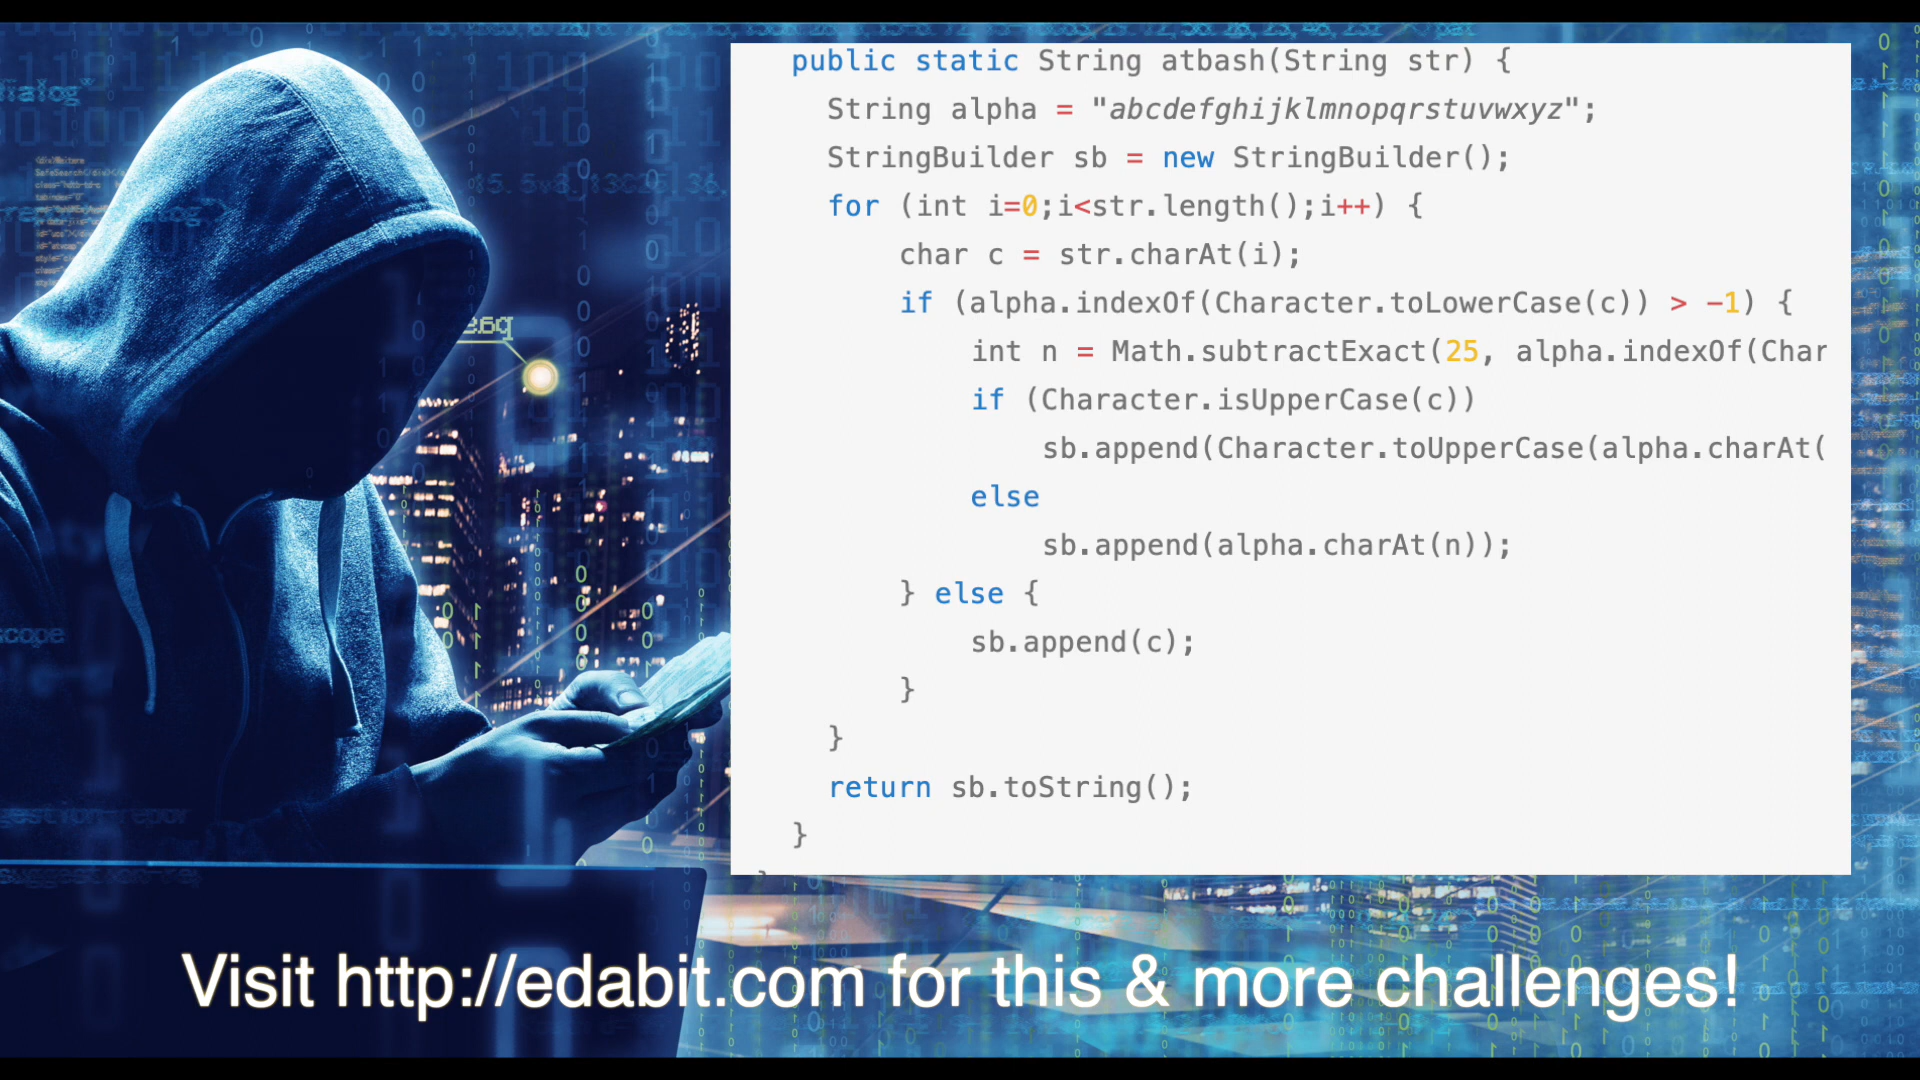 public static String atbash(String str) {
String alpha = "abcdefghijklmnopqrstuvwxyz";
StringBuilder sb = new StringBuilder();
for (int i=0;i<str.length();i++) {
char c = str.charAt(i);
if (alpha.indexOf(Character.toLowerCase(c)) > -1) {
int n = Math.subtractExact(25, alpha.indexOf(Char
if (Character.isUpperCase(c))
sb.append(Character.toUpperCase(alpha.charAt(
else
sb.append(alpha.charAt(n));
} else {
sb.append(c);
}
}
return sb.toString();
}
Visit http://edabit.com for this & more challenges!